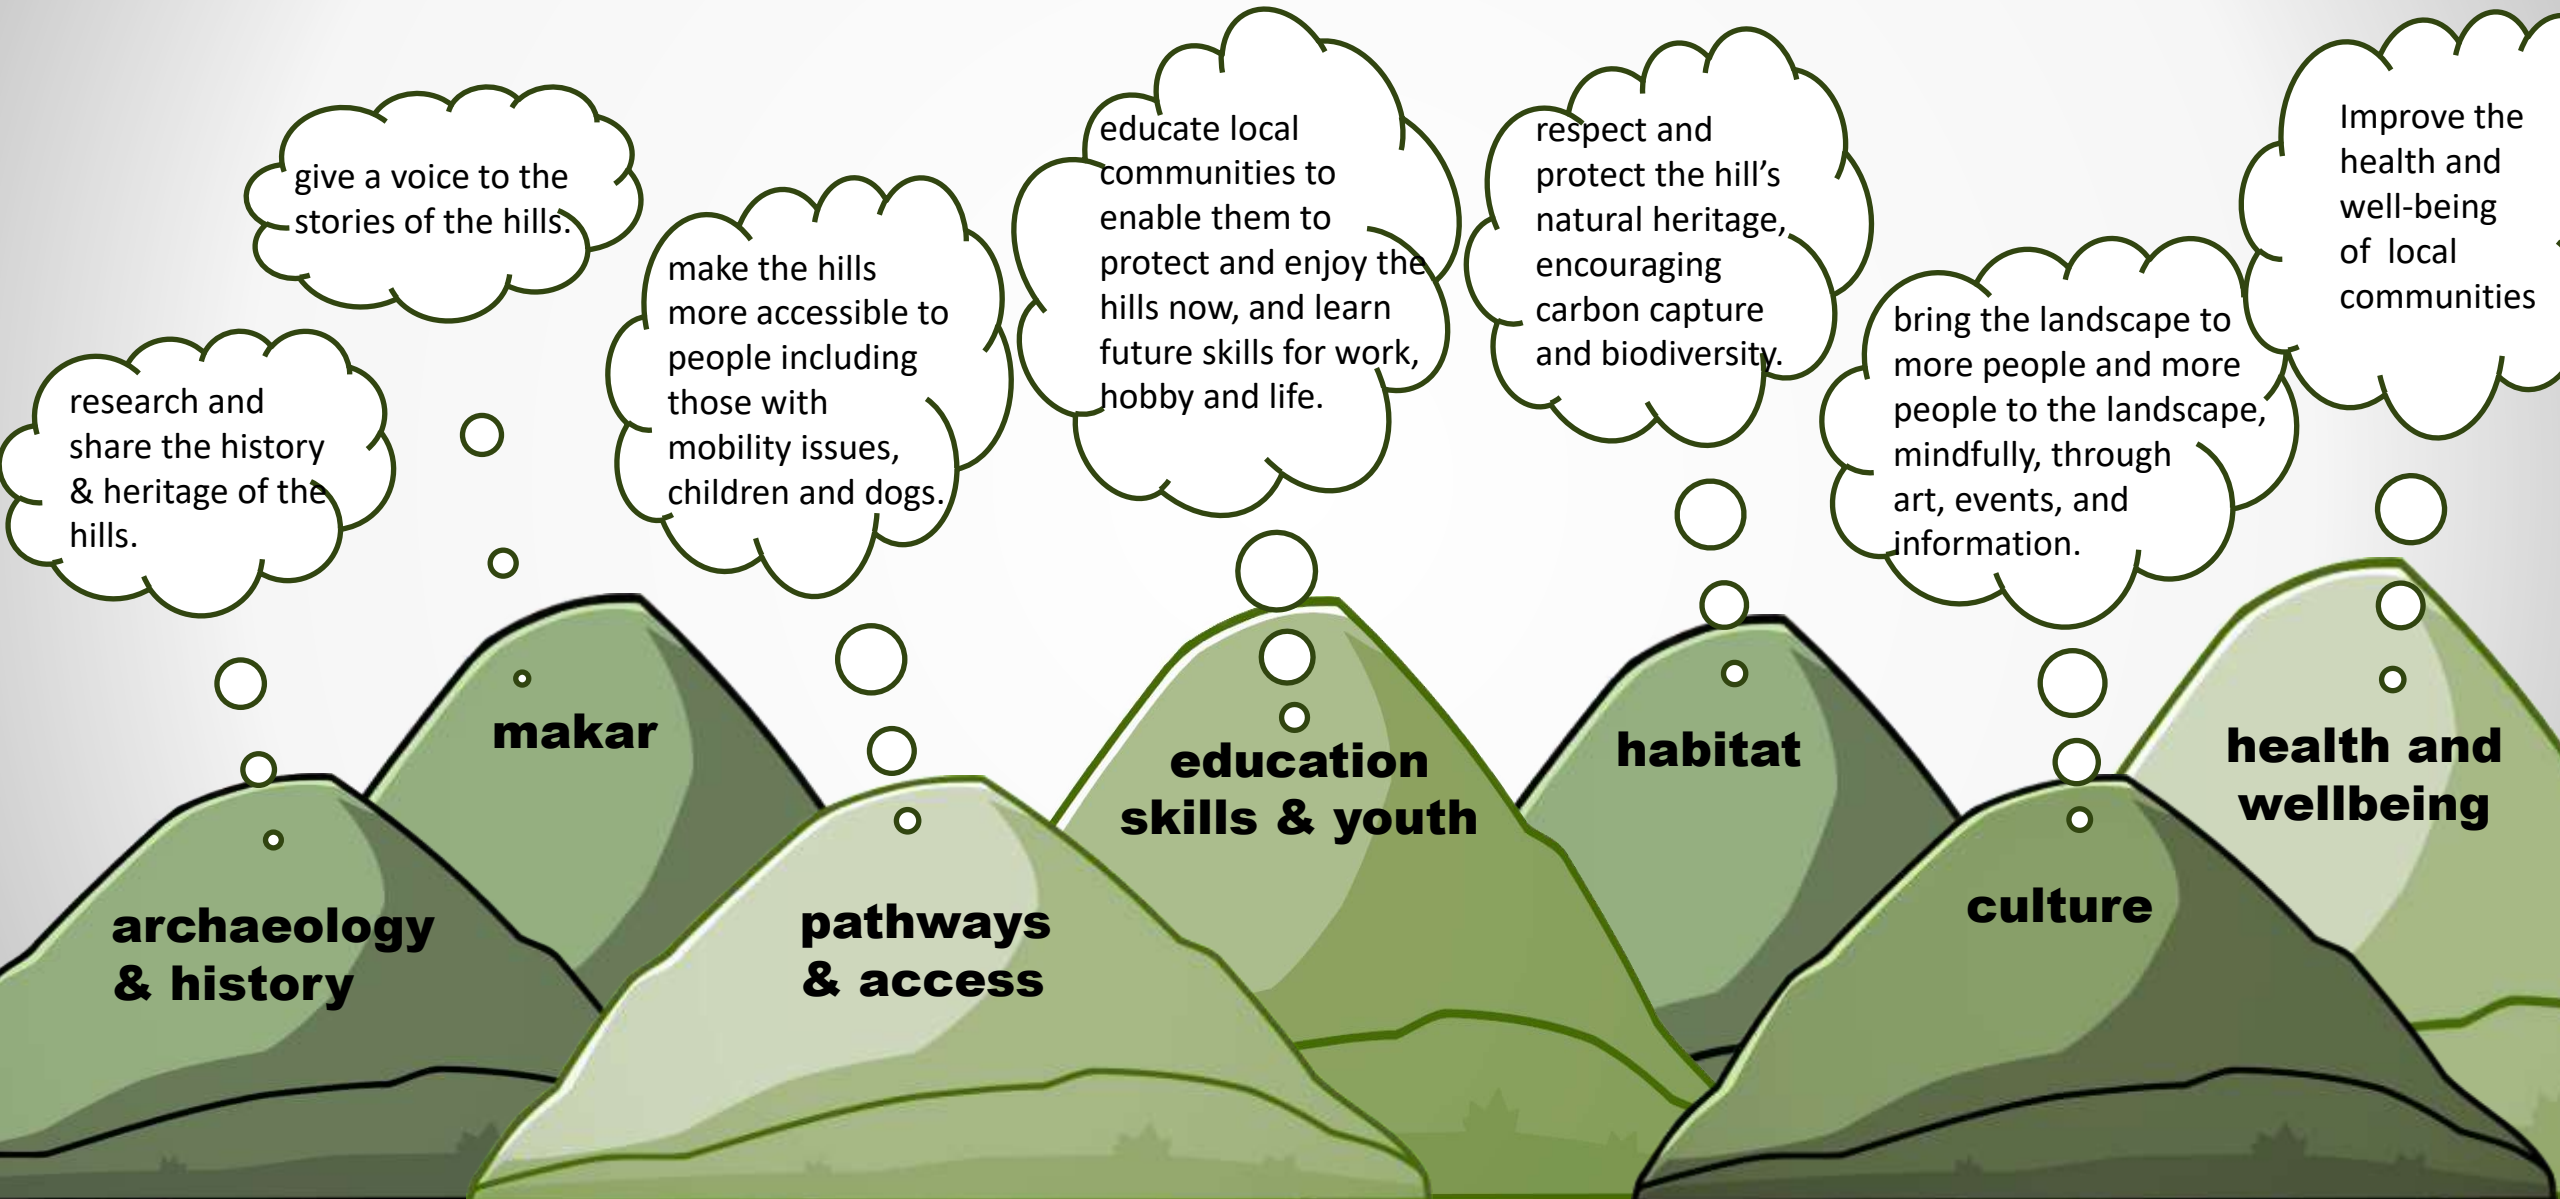 give a voice to the
stories of the hills.
research and
share the history
& heritage of the
hills.
make the hills
more accessible to
people including
those with
mobility issues,
children and dogs.
educate local
communities to
enable them to
protect and enjoy the
hills now, and learn
future skills for work,
hobby and life.
respect and
protect the hill’s
natural heritage,
encouraging
carbon capture
and biodiversity.
bring the landscape to
more people and more
people to the landscape,
mindfully, through
art, events, and
information.
Improve the
health and
well-being
of local
communities
archaeology
& history
makar
pathways
& access
education
skills & youth
habitat
culture
health and
wellbeing